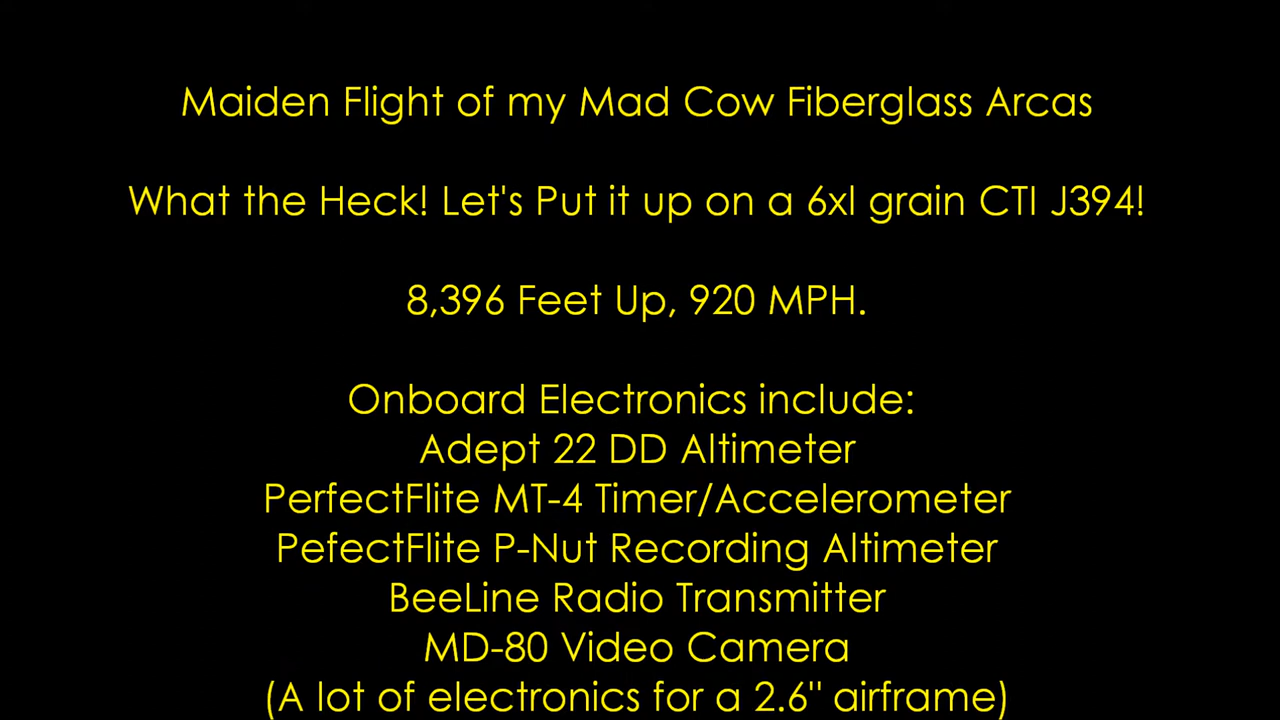 Maiden Flight of my Mad Cow Fiberglass Arcas
What the Heck! Let's Put it up on a 6xl grain CTI J394!
8,396 Feet Up, 920 MPH.
Onboard Electronics include:
Adept 22 DD Altimeter
PerfectFlite MT-4 Timer/Accelerometer
PefectFlite P-Nut Recording Altimeter
BeeLine Radio Transmitter
MD-80 Video Camera
(A lot of electronics for a 2.6" airframe)